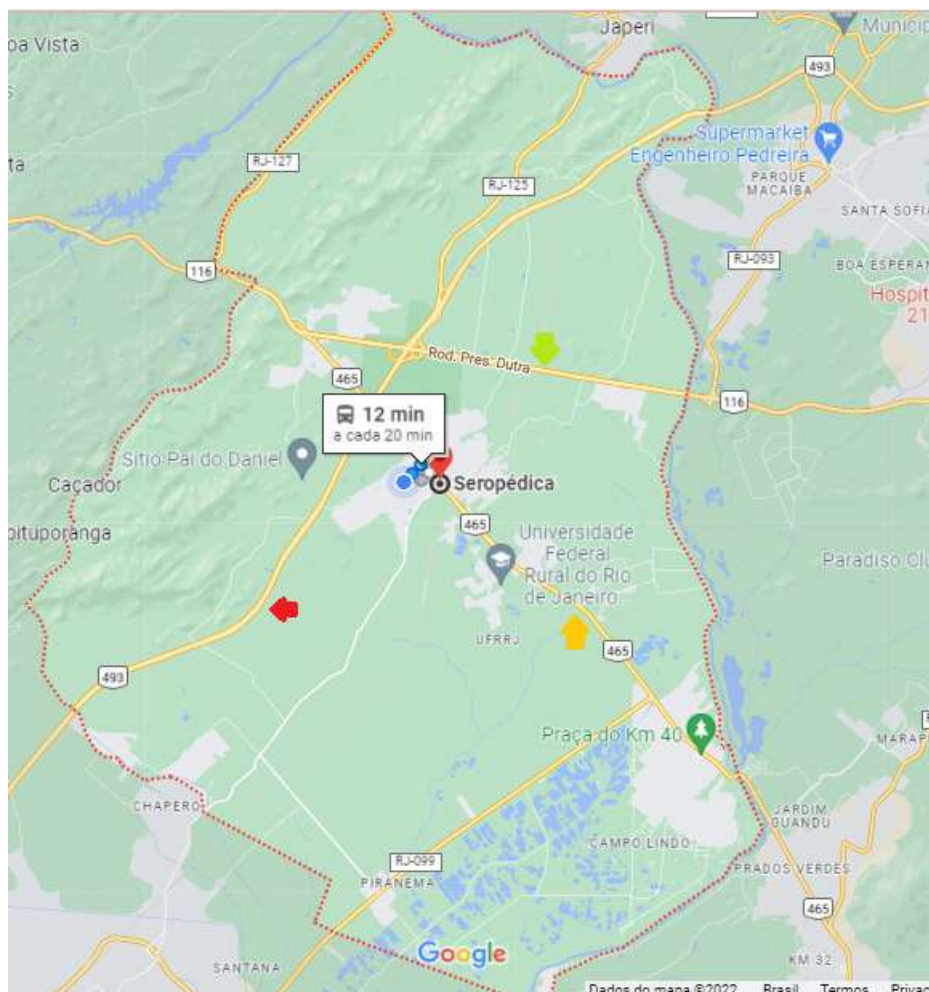 Japeri
Municip
oa Vista
493
Supermarket
Engenheiro Pedreira
ta
RJ-127
PARQUE
MACAIBA
RJ-125
SANTA SOFIA
116
RJ-093
BOA ESPERAN
Hospit
21
Rod. Pres. Dutra
465
116
12 min
a cada 20 min
Sítio Pai do Daniel
Caçador
Seropédica
465
bituporanga
Universidade
Federal
Rural do Rio
de Janeiro
Paradiso Clu
UFRRJ
465
493
Praça do Km 40
MARAP
CHAPERO
JARDIM
GUANDU
CAMPO LINDO
RJ-099
PIRANEMA
PRADOS VERDES
465
Google
SANTANA
KM 32
Dados do mapa ©2022 Brasil Termos Privac